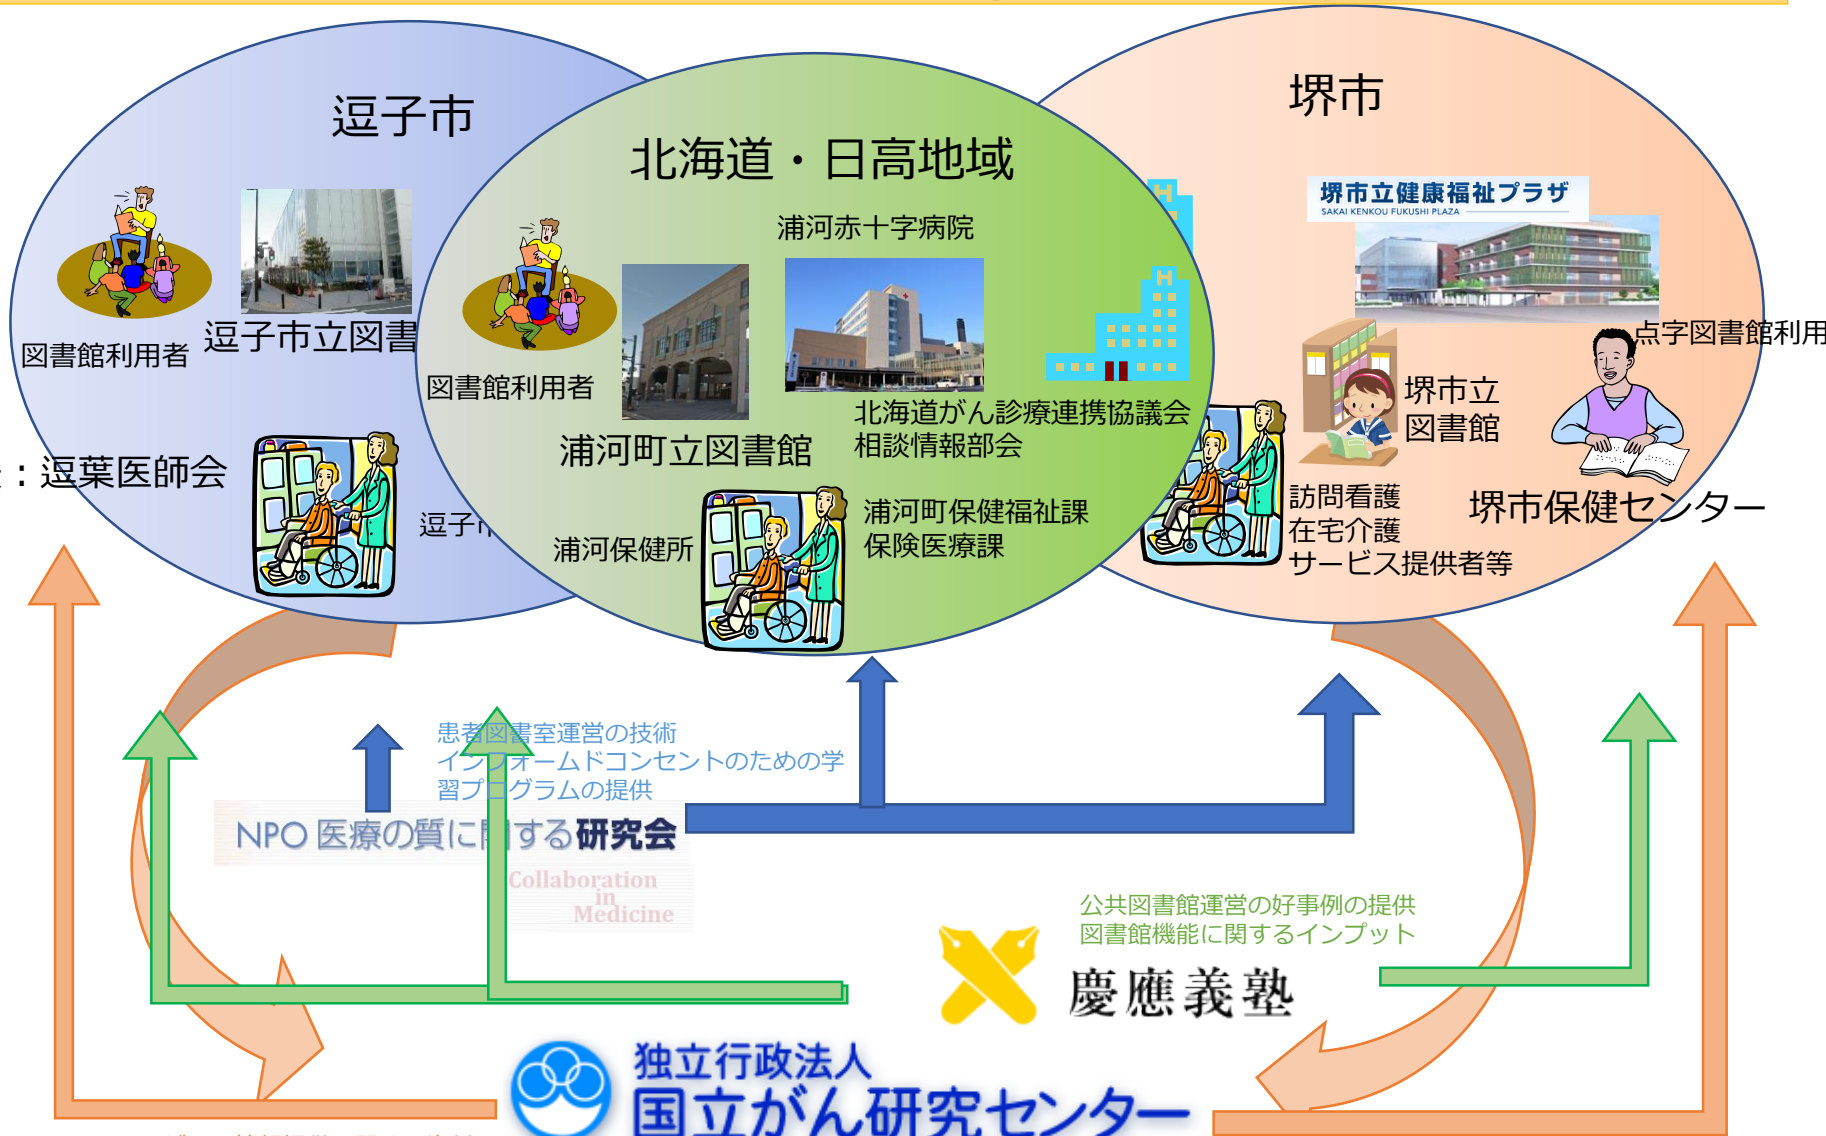 逗子市
図書館利用者
逗子市立図書
：逗葉医師会
逗子市
北海道・日高地域
浦河赤十字病院
図書館利用者
浦河町立図書館
北海道がん診療連携協議会
相談情報部会
浦河保健所
浦河町保健福祉課
保険医療課
堺市
堺市立健康福祉プラザ
SAKAI KENKOU FUKUSHI PLAZA
点字図書館利用
堺市立
図書館
訪問看護
在宅介護
サービス提供者等
堺市保健センター
患者図書室運営の技術
インフォームドコンセントのための学
習プログラムの提供
NPO 医療の質に関する研究会
Collaboration
in
Medicine
公共図書館運営の好事例の提供
図書館機能に関するインプット
慶應義塾
独立行政法人
国立がん研究センター